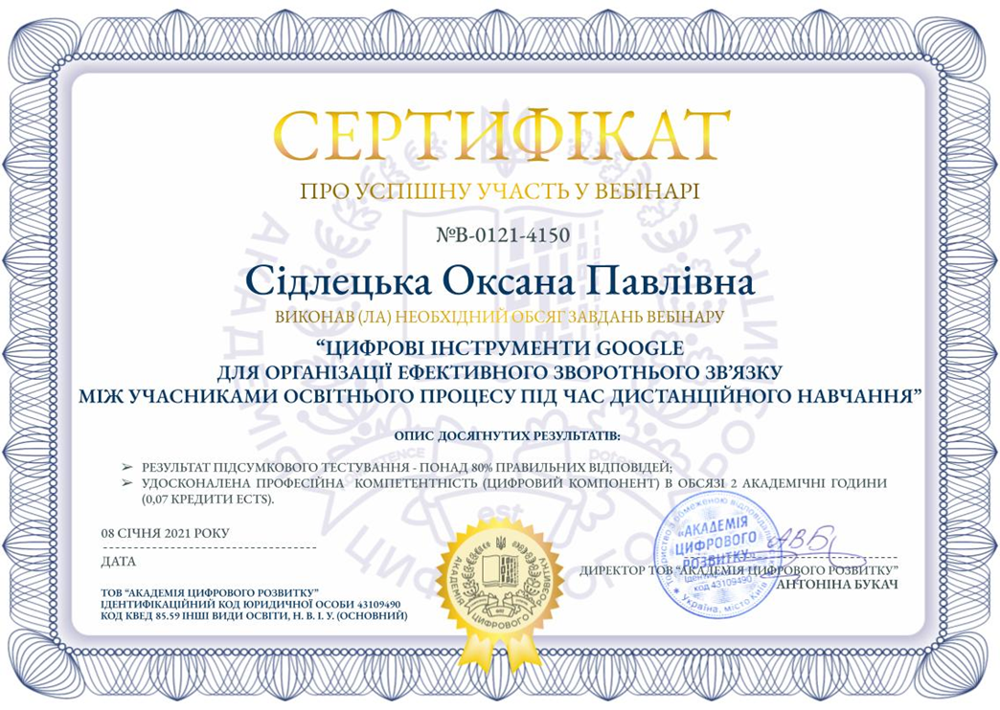 СЕРТИФІКАТ
ПРО УСПІШНУ УЧАСТЬ У ВЕБІНАРІ
№В-0121-4150
Сідлецька Оксана Павлівна
ВИКОНАВ (ЛА) НЕОБХІДНИЙ ОБСЯГ ЗАВДАНЬ ВЕБІНАРУ
“ЦИФРОВІ ІНСТРУМЕНТИ GOOGLE
ДЛЯ ОРГАНІЗАЦІЇ ЕФЕКТИВНОГО ЗВОРОТНЬОГО ЗВ’ЯЗКУ
МІЖ УЧАСНИКАМИ ОСВІТНЬОГО ПРОЦЕСУ ПІД ЧАС ДИСТАНЦІЙНОГО НАВЧАННЯ”
ОПИС ДОСЯГНУТИХ РЕЗУЛЬТАТІВ:
➢ РЕЗУЛЬТАТ ПІДСУМКОВОГО ТЕСТУВАННЯ - ПОНАД 80% ПРАВИЛЬНИХ ВІДПОВІДЕЙ;
➢ УДОСКОНАЛЕНА ПРОФЕСІЙНА КОМПЕТЕНТНІСТЬ (ЦИФРОВИЙ КОМПОНЕНТ) В ОБСЯЗІ 2 АКАДЕМІЧНІ ГОДИНИ
(0,07 КРЕДИТИ ECTS).
08 СІЧНЯ 2021 РОКУ
ДАТА
ТОВ “АКАДЕМІЯ ЦИФРОВОГО РОЗВИТКУ”
ІДЕНТИФІКАЦІЙНИЙ КОД ЮРИДИЧНОЇ ОСОБИ 43109490
КОД КВЕД 85.59 ІНШІ ВИДИ ОСВІТИ, Н. В. І. У. (ОСНОВНИЙ)
АКАДЕМІЯ ЦИФРОВОГО РОЗВИТКУ
est
"АКАДЕМІЯ
ЦИФРОВОГО
РОЗВИТКУ"
код 43109490
Україна, місто Київ
ДИРЕКТОР ТОВ “АКАДЕМІЯ ЦИФРОВОГО РОЗВИТКУ”
АНТОНІНА БУКАЧ